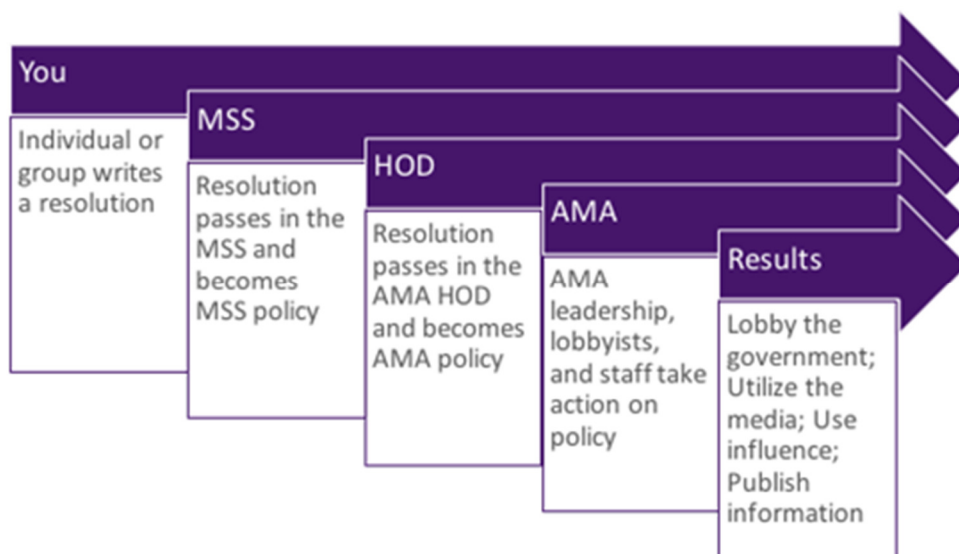 You
Individual or
group writes
a resolution
MSS
Resolution
passes in the
MSS and
becomes
MSS policy
HOD
Resolution
passes in the
AMA HOD
and becomes
AMA policy
AMA
AMA
leadership,
lobbyists,
and staff take
action on
policy
Results
Lobby the
government;
Utilize the
media; Use
influence;
Publish
information